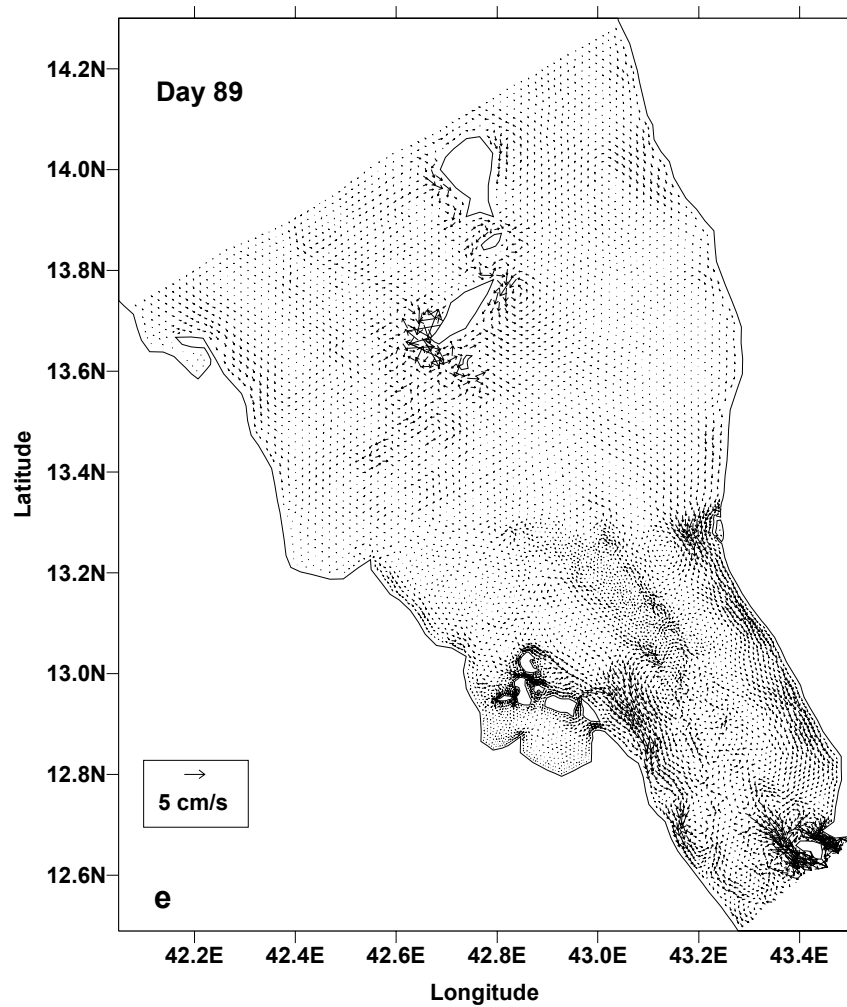 Day 89
14.2N
14.0N
13.8N
13.6N
13.4N
13.2N
13.0N
12.8N
12.6N
Latitude
5 cm/s
e
42.2E 42.4E 42.6E 42.8E 43.0E 43.2E 43.4E
Longitude